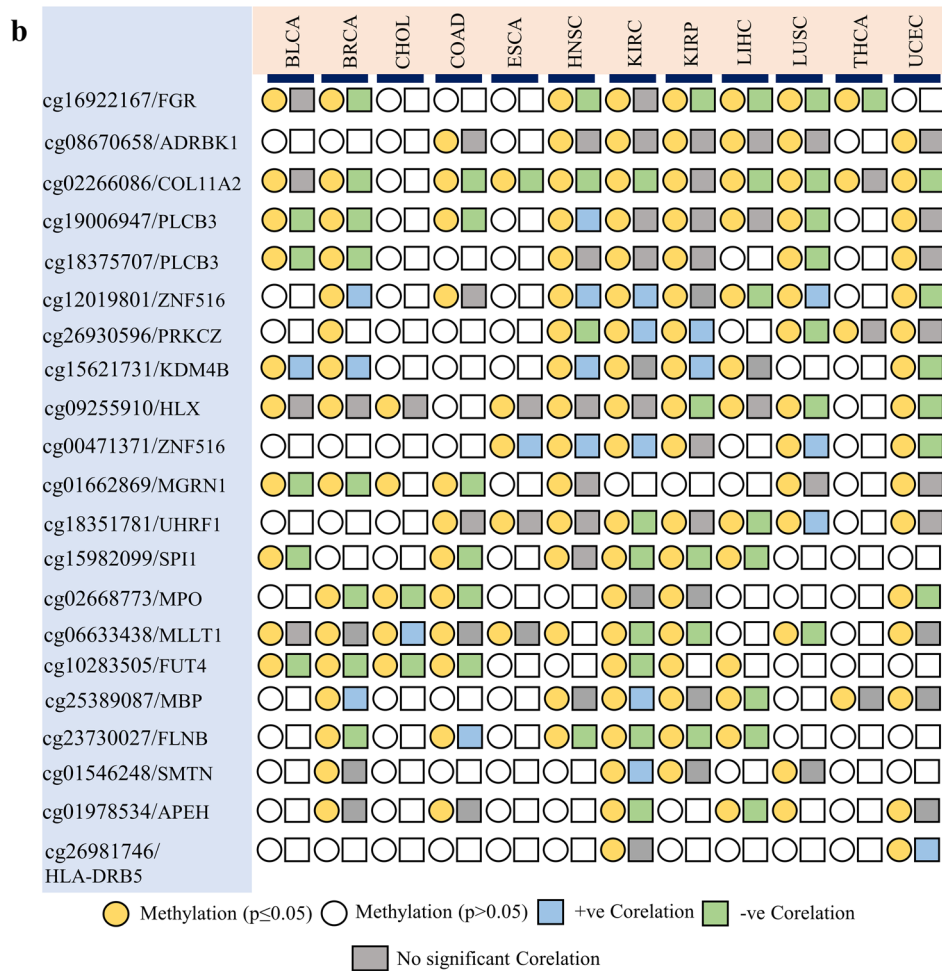 b
BLCA BRCA CHOL COAD ESCA HNSC KIRC KIRP LIHC LUSC THCA UCEC
cg16922167/FGR
cg08670658/ADRBK1
cg02266086/COL11A2
cg19006947/PLCB3
cg18375707/PLCB3
cg12019801/ZNF516
cg26930596/PRKCZ
cg15621731/KDM4B
cg09255910/HLX
cg00471371/ZNF516
cg01662869/MGRN1
cg18351781/UHRF1
cg15982099/SPI1
cg02668773/MPO
cg06633438/MLLT1
cg10283505/FUT4
cg25389087/MBP
cg23730027/FLNB
cg01546248/SMTN
cg01978534/APEH
cg26981746/
HLA-DRB5
Methylation (p≤0.05) Methylation (p>0.05) +ve Corelation -ve Corelation
No significant Corelation